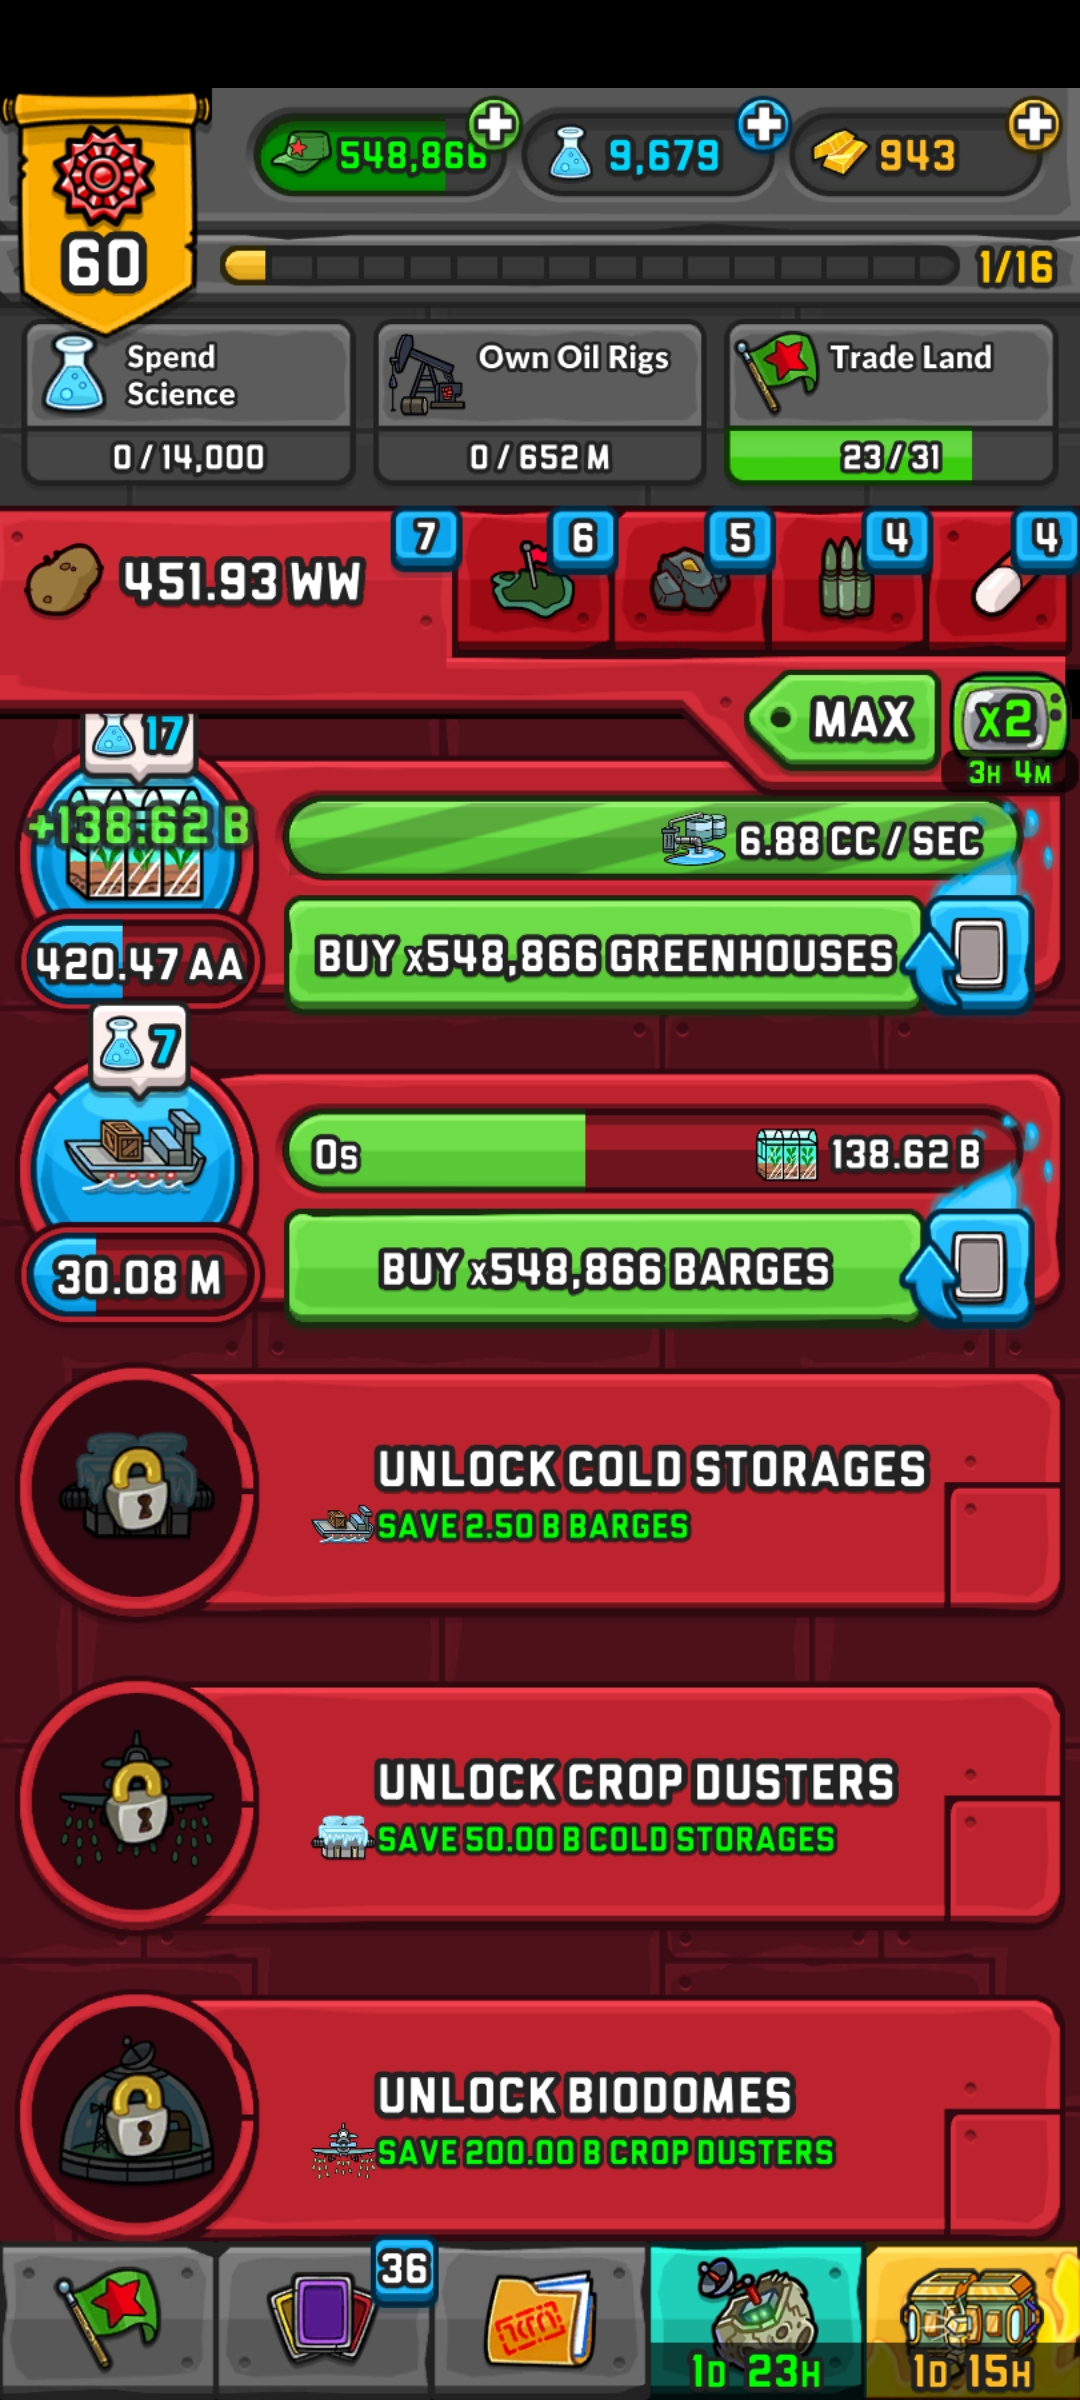 548,866
9,679
943
60
1/16
Spend
Science
0 / 14,000
Own Oil Rigs
0 / 652 M
Trade Land
23 / 31
451.93 WW
7
6
5
4
4
MAX
x2
3H 4M
17
+138.62 B
6.88 CC / SEC
420.47 AA
BUY x548,866 GREENHOUSES
7
0s
138.62 B
30.08 M
BUY x548,866 BARGES
UNLOCK COLD STORAGES
SAVE 2.50 B BARGES
UNLOCK CROP DUSTERS
SAVE 50.00 B COLD STORAGES
UNLOCK BIODOMES
SAVE 200.00 B CROP DUSTERS
36
1D 23H
1D 15H